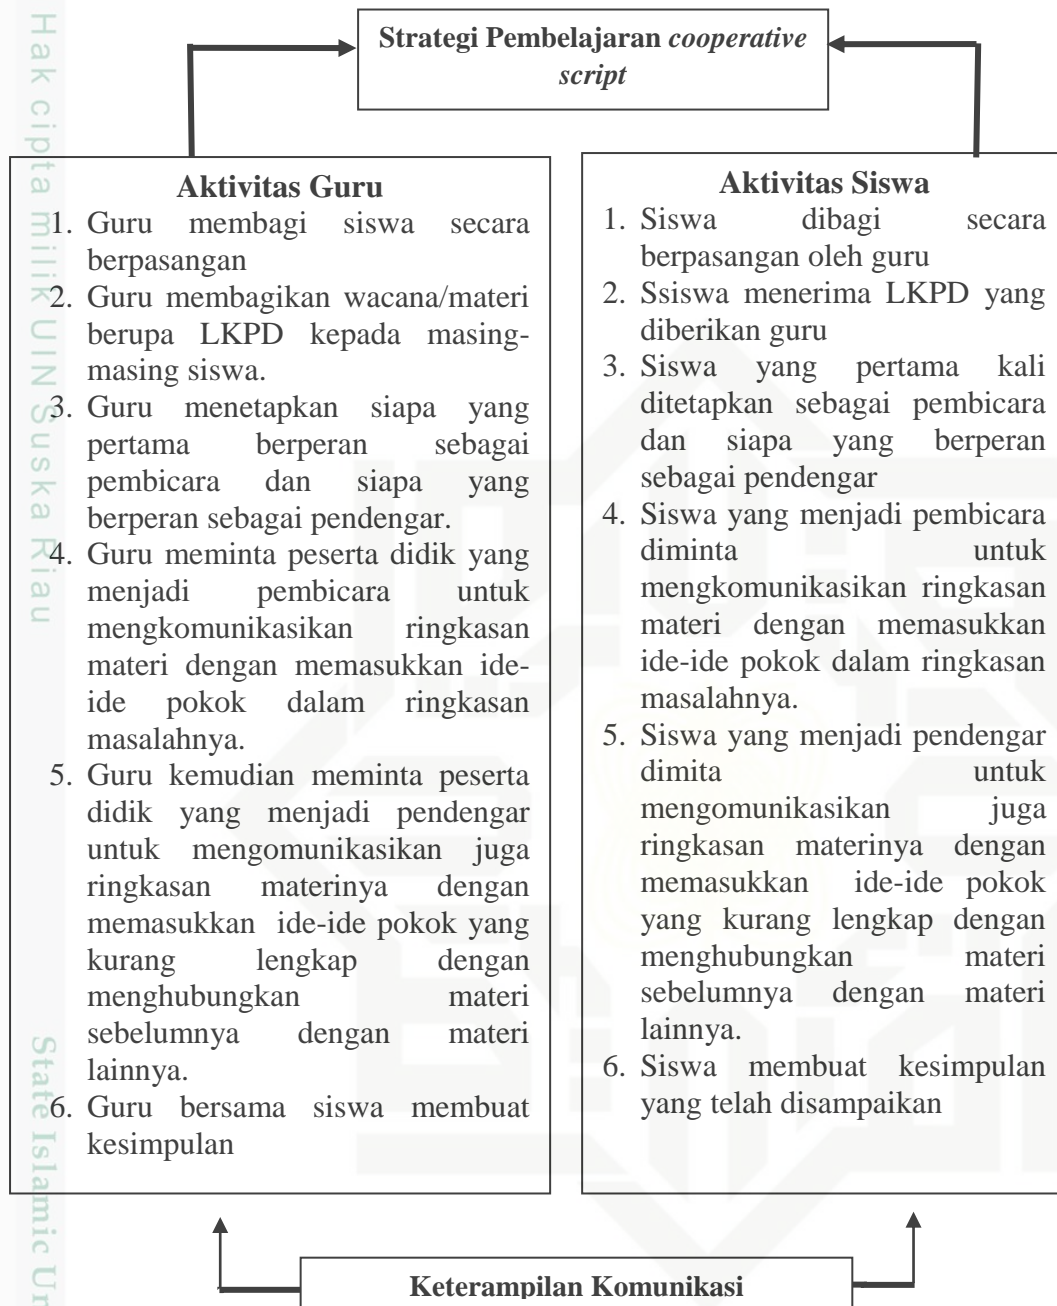 Strategi Pembelajaran cooperative
script
Aktivitas Guru
1. Guru membagi siswa secara
berpasangan
2. Guru membagikan wacana/materi
berupa LKPD kepada masing-
masing siswa.
3. Guru menetapkan siapa yang
pertama berperan sebagai
pembicara dan siapa yang
berperan sebagai pendengar.
4. Guru meminta peserta didik yang
menjadi pembicara untuk
mengkomunikasikan ringkasan
materi dengan memasukkan ide-
ide pokok dalam ringkasan
masalahnya.
5. Guru kemudian meminta peserta
didik yang menjadi pendengar
untuk mengomunikasikan juga
ringkasan materinya dengan
memasukkan ide-ide pokok yang
kurang lengkap dengan
menghubungkan materi
sebelumnya dengan materi
lainnya.
6. Guru bersama siswa membuat
kesimpulan
Aktivitas Siswa
1. Siswa dibagi secara
berpasangan oleh guru
2. Ssiswa menerima LKPD yang
diberikan guru
3. Siswa yang pertama kali
ditetapkan sebagai pembicara
dan siapa yang berperan
sebagai pendengar
4. Siswa yang menjadi pembicara
diminta untuk
mengkomunikasikan ringkasan
materi dengan memasukkan
ide-ide pokok dalam ringkasan
masalahnya.
5. Siswa yang menjadi pendengar
dimita untuk
mengomunikasikan juga
ringkasan materinya dengan
memasukkan ide-ide pokok
yang kurang lengkap dengan
menghubungkan materi
sebelumnya dengan materi
lainnya.
6. Siswa membuat kesimpulan
yang telah disampaikan
Keterampilan Komunikasi
Hak cipta milik UIN Suska Riau
State Islamic